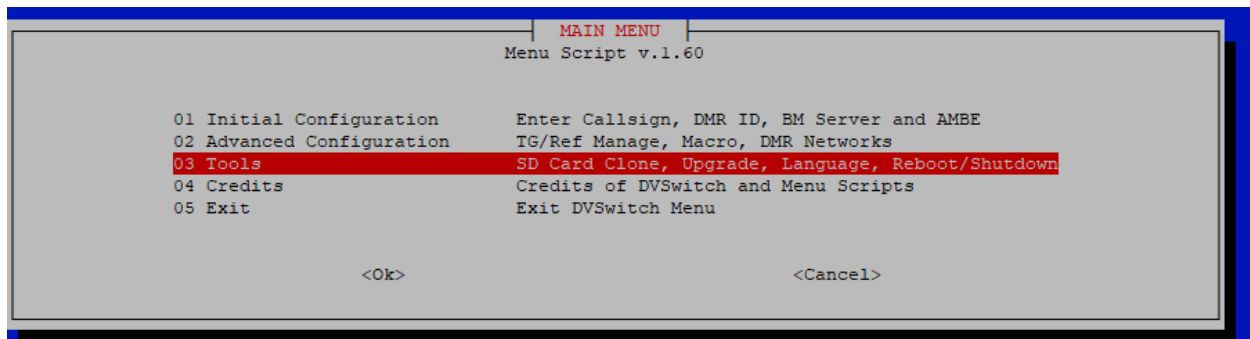 MAIN MENU
Menu Script v.1.60
01 Initial Configuration Enter Callsign, DMR ID, BM Server and AMBE
02 Advanced Configuration TG/Ref Manage, Macro, DMR Networks
03 Tools SD Card Clone, Upgrade, Language, Reboot/Shutdown
04 Credits Credits of DVSwitch and Menu Scripts
05 Exit Exit DVSwitch Menu
<Ok> <Cancel>